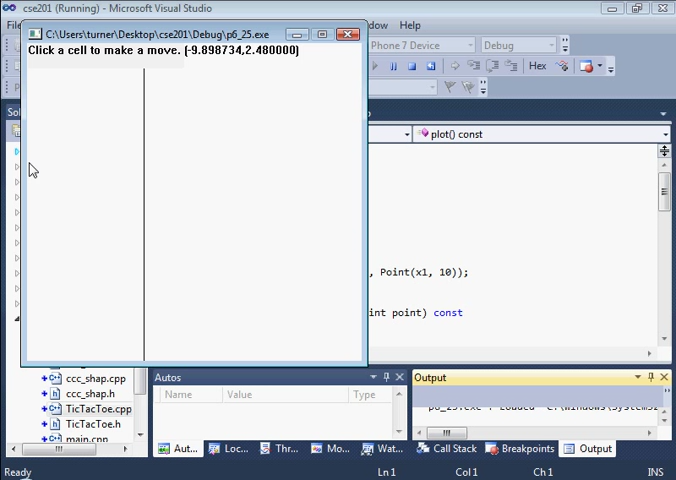 cse201 (Running) - Microsoft Visual Studio
C:\Users\turner\Desktop\cse201\Debug\p6_25.exe
Click a cell to make a move. (-9.898734,2.480000)
Window Help
Phone 7 Device Debug
Hex
plot() const
, Point(x1, 10));
int point) const
ccc_shap.cpp
ccc_shap.h
TicTacToe.cpp
TicTacToe.h
main.cpp
Autos
Name Value Type
Output
Aut... Loc... Thr... Mo... Wat... Call Stack Breakpoints Output
Ready Ln 1 Col 1 Ch 1 INS